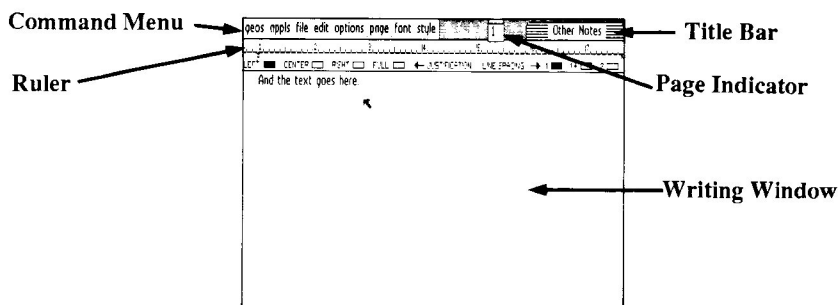 Command Menu
geos appls file edit options page font style
1
Other Notes
Title Bar
Ruler
LEFT CENTER RIGHT FULL ← JUSTIFICATION LINE SPACING → 1
Page Indicator
And the text goes here.
Writing Window